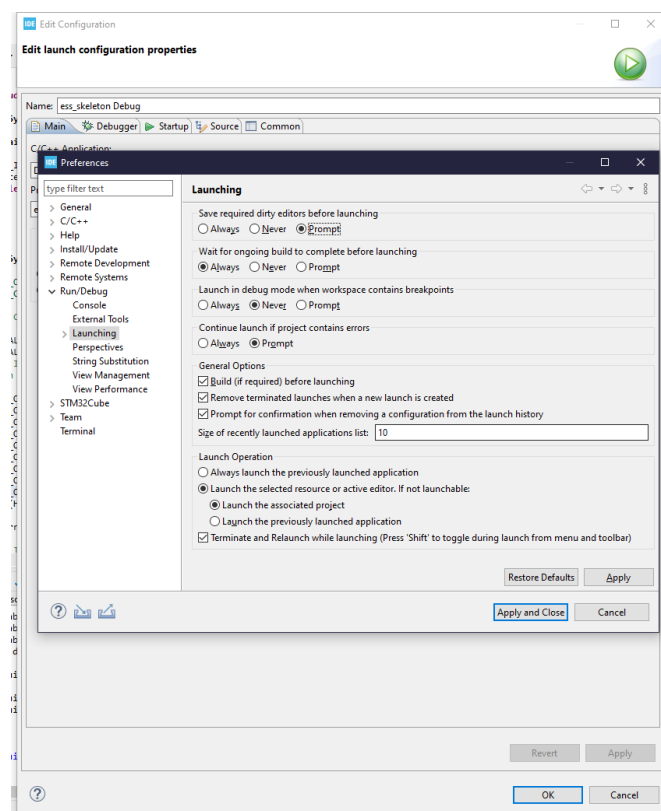 IDE Edit Configuration
Edit launch configuration properties
Name: ess_skeleton Debug
Main Debugger Startup Source Common
C/C++ Application:
IDE Preferences
type filter text
General
C/C++
Help
Install/Update
Remote Development
Remote Systems
Run/Debug
Console
External Tools
Launching
Perspectives
String Substitution
View Management
View Performance
STM32Cube
Team
Terminal
Launching
Save required dirty editors before launching
Always Never Prompt
Wait for ongoing build to complete before launching
Always Never Prompt
Launch in debug mode when workspace contains breakpoints
Always Never Prompt
Continue launch if project contains errors
Always Prompt
General Options
Build (if required) before launching
Remove terminated launches when a new launch is created
Prompt for confirmation when removing a configuration from the launch history
Size of recently launched applications list: 10
Launch Operation
Always launch the previously launched application
Launch the selected resource or active editor. If not launchable:
Launch the associated project
Launch the previously launched application
Terminate and Relaunch while launching (Press 'Shift' to toggle during launch from menu and toolbar)
Restore Defaults Apply
Apply and Close Cancel
Revert Apply
OK Cancel